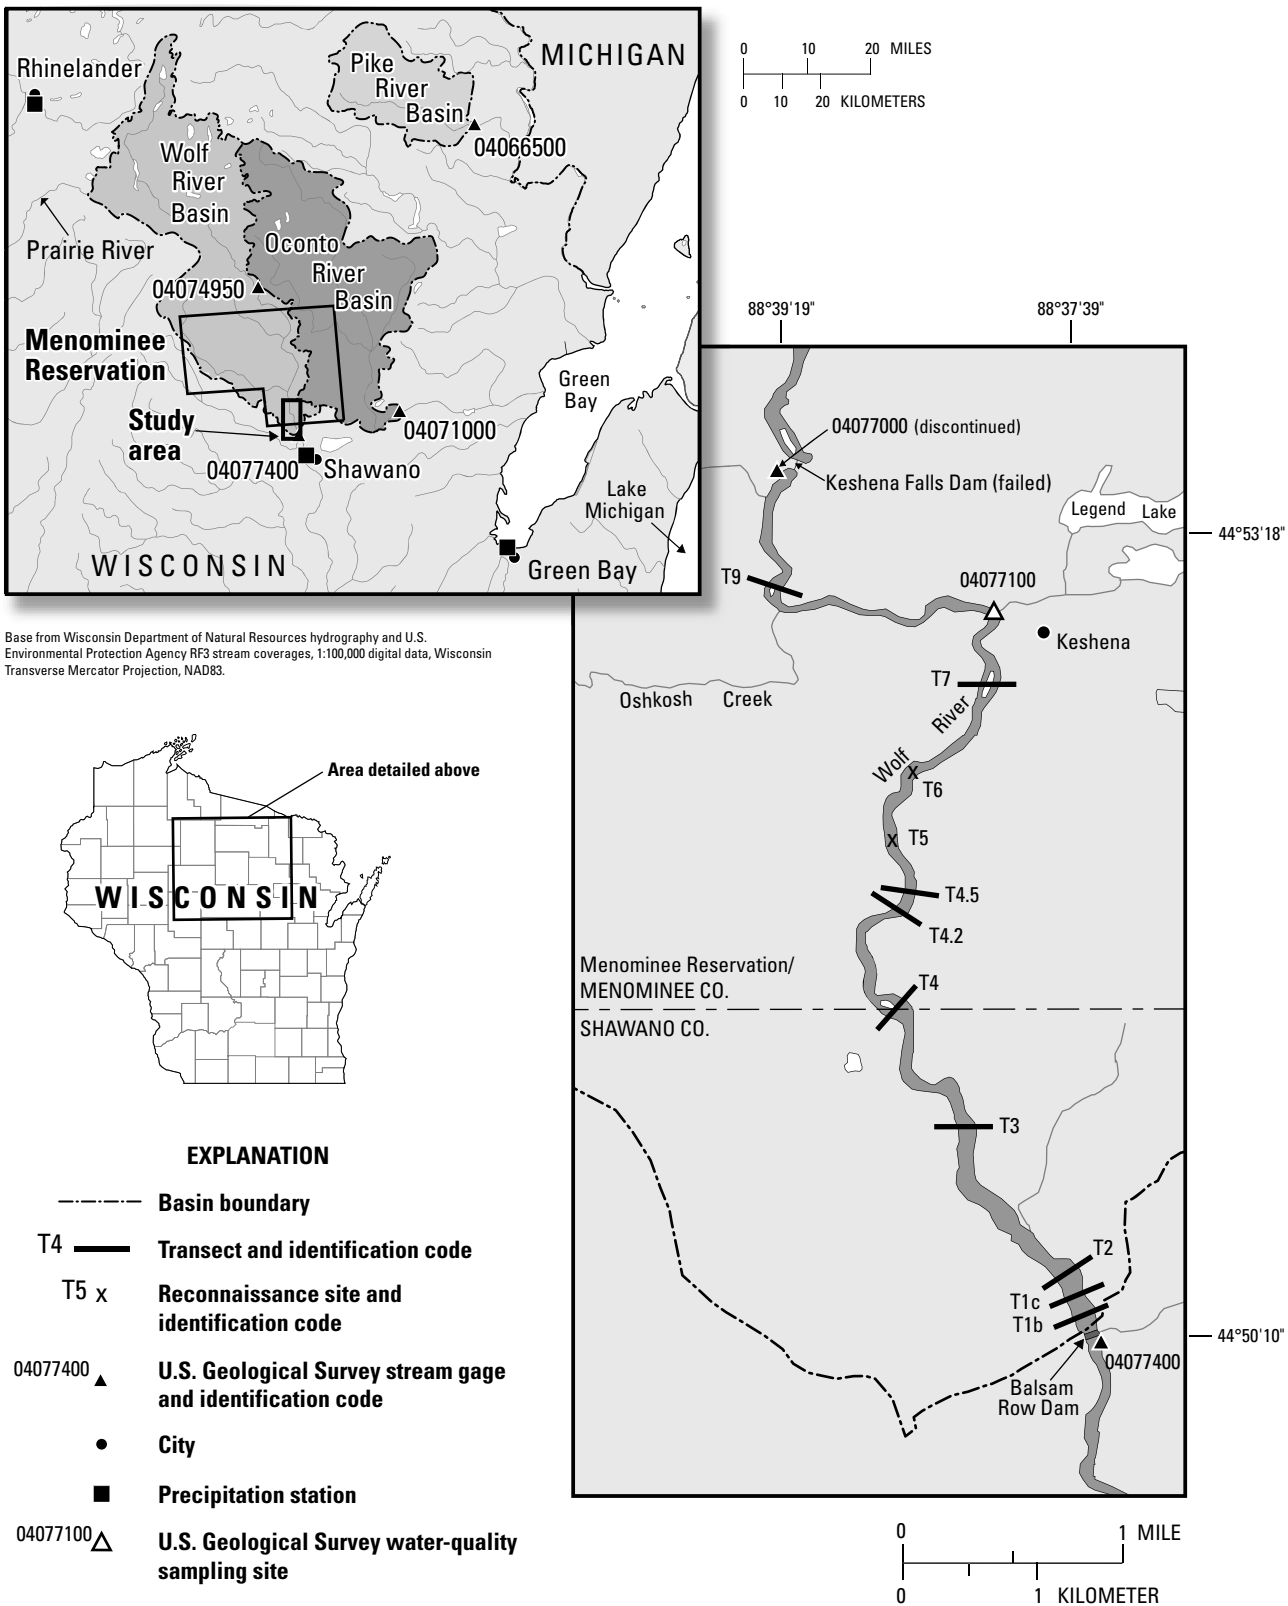 Rhinelander
Pike
River
Basin
MICHIGAN
04066500
Wolf
River
Basin
Prairie River
Oconto
River
Basin
04074950
Menominee
Reservation
Study
area
04071000
04077400
Shawano
Green
Bay
Lake
Michigan
WISCONSIN
Green Bay
0 10 20 MILES
0 10 20 KILOMETERS
Base from Wisconsin Department of Natural Resources hydrography and U.S.
Environmental Protection Agency RF3 stream coverages, 1:100,000 digital data, Wisconsin
Transverse Mercator Projection, NAD83.
Area detailed above
WISCONSIN
88°39'19"
88°37'39"
04077000 (discontinued)
Keshena Falls Dam (failed)
Legend Lake
44°53'18"
T9
04077100
Keshena
T7
Oshkosh Creek
River
Wolf
T6
T5
T4.5
T4.2
Menominee Reservation/
MENOMINEE CO.
T4
SHAWANO CO.
T3
T2
T1c
T1b
44°50'10"
04077400
Balsam
Row Dam
0 1 MILE
0 1 KILOMETER
EXPLANATION
Basin boundary
T4 Transect and identification code
T5 x Reconnaissance site and
identification code
04077400 U.S. Geological Survey stream gage
and identification code
City
Precipitation station
04077100 U.S. Geological Survey water-quality
sampling site